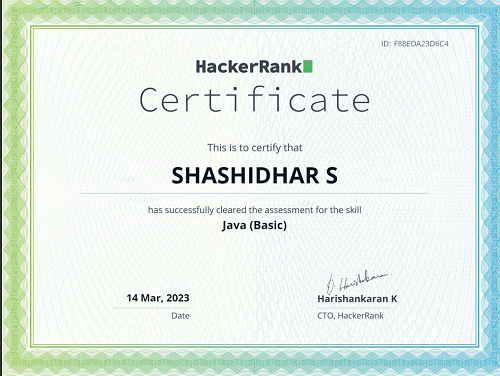 ID: F88EDA23D6C4
HackerRank
Certificate
This is to certify that
SHASHIDHAR S
has successfully cleared the assessment for the skill
Java (Basic)
14 Mar, 2023
Date
Harishankaran K
CTO, HackerRank